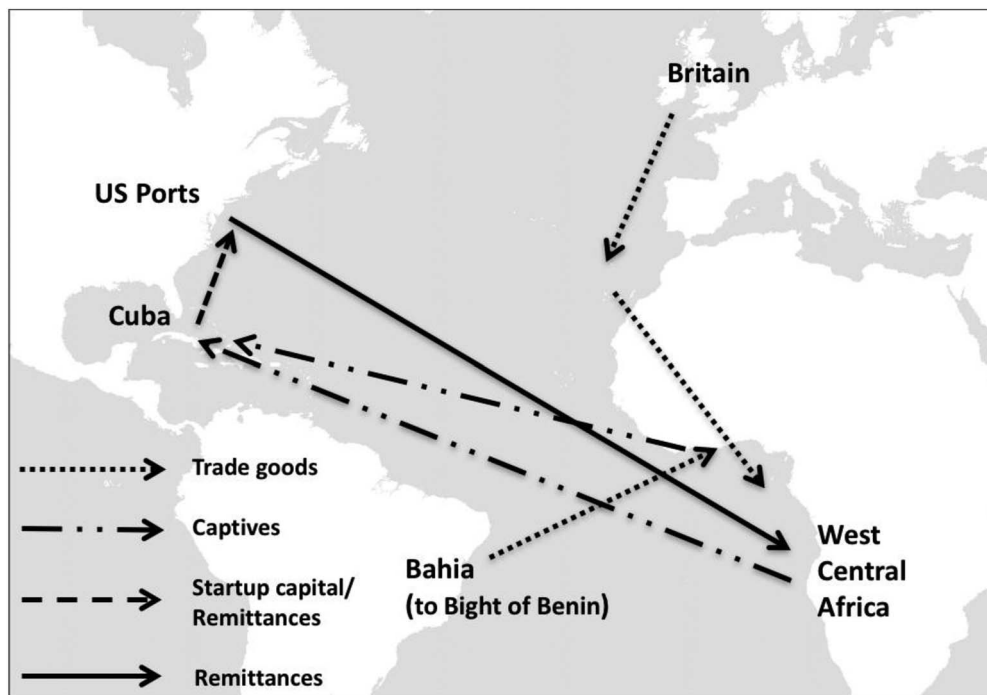 Britain
US Ports
Cuba
Trade goods
Captives
Startup capital/
Remittances
Remittances
Bahia
(to Bight of Benin)
West
Central
Africa